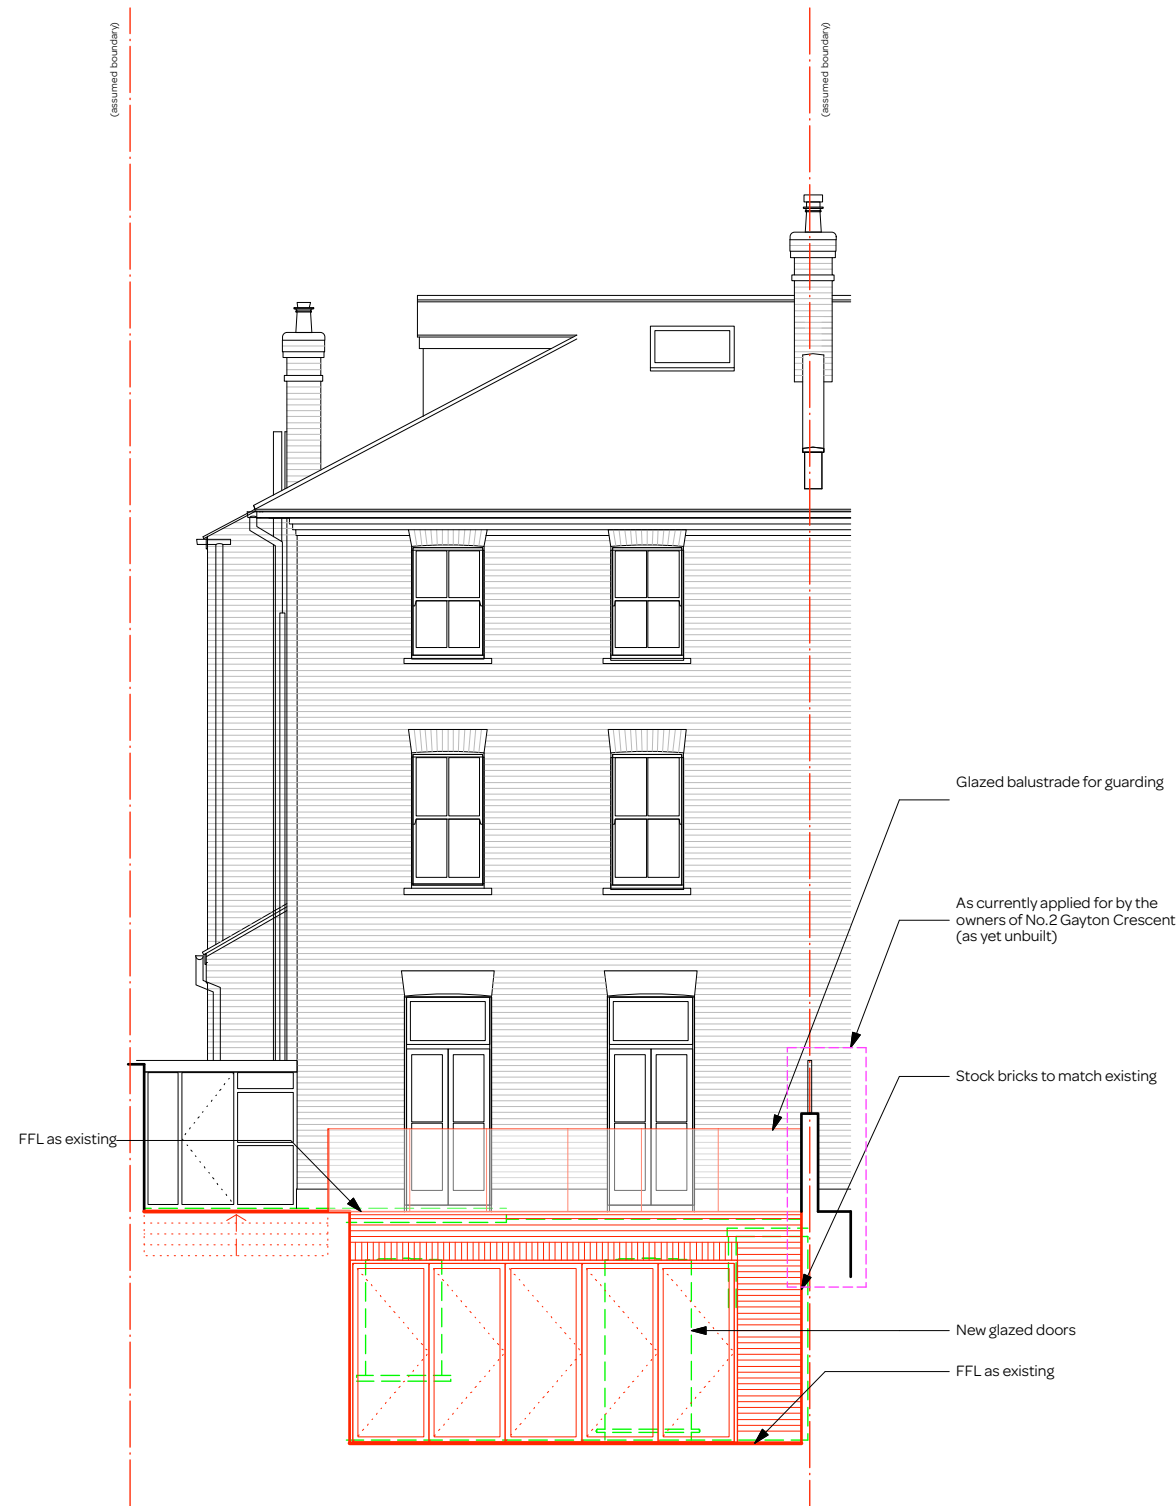 (assumed boundary)
(assumed boundary)
Glazed balustrade for guarding
As currently applied for by the
owners of No.2 Gayton Crescent
(as yet unbuilt)
Stock bricks to match existing
FFL as existing
New glazed doors
FFL as existing